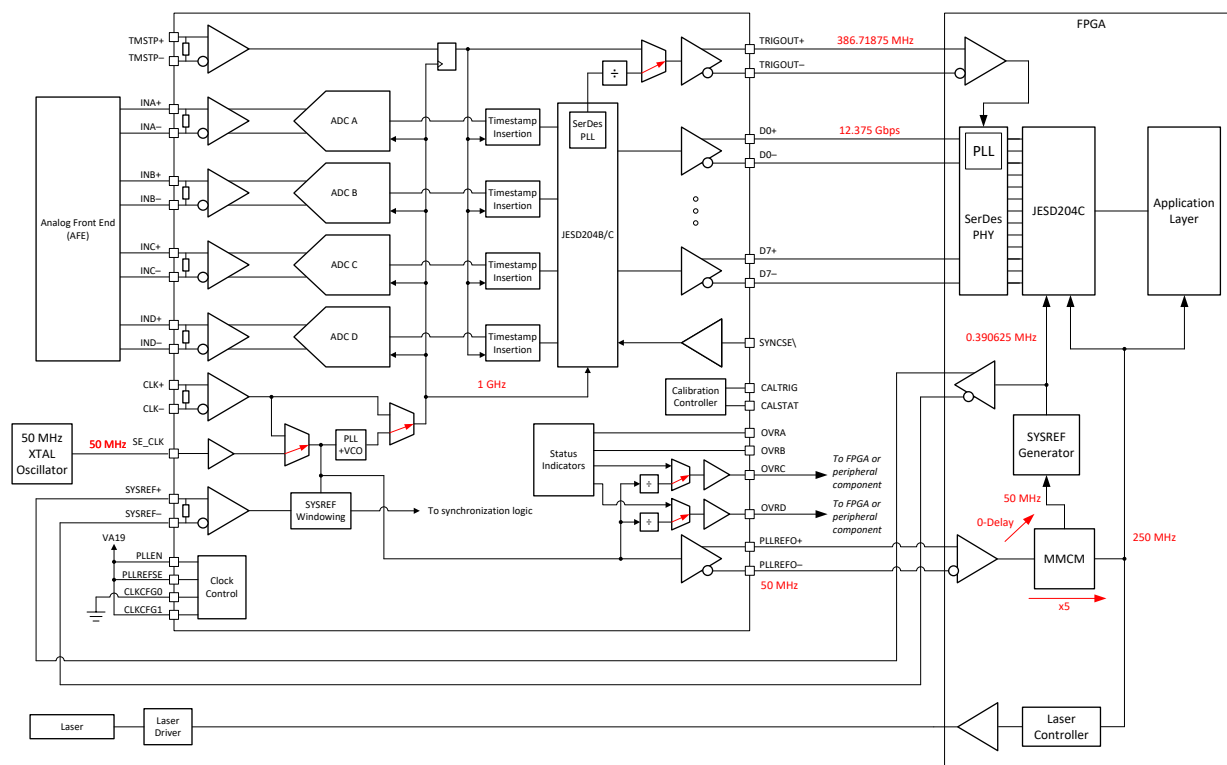 FPGA
TMSTP+
TMSTP–
TRIGOUT+
386.71875 MHz
TRIGOUT–
÷
INA+
INA–
ADC A
Timestamp
Insertion
SerDes
PLL
D0+
12.375 Gbps
D0–
PLL
SerDes
PHY
JESD204C
Application
Layer
Analog Front End
(AFE)
INB+
INB–
ADC B
Timestamp
Insertion
JESD204B/C
INC+
INC–
ADC C
Timestamp
Insertion
D7+
D7–
IND+
IND–
ADC D
Timestamp
Insertion
SYNCSE\
0.390625 MHz
CLK+
CLK–
1 GHz
Calibration
Controller
CALTRIG
CALSTAT
50 MHz
XTAL
Oscillator
50 MHz
SE_CLK
PLL
+VCO
Status
Indicators
OVRA
OVRB
OVRC
OVRD
÷
÷
To FPGA or
peripheral
component
To FPGA or
peripheral
component
SYSREF
Generator
SYSREF+
SYSREF–
SYSREF
Windowing
To synchronization logic
50 MHz
0-Delay
250 MHz
VA19
PLLEN
PLLREFSE
CLKCFG0
CLKCFG1
Clock
Control
PLLREFO+
PLLREFO–
50 MHz
MMCM
x5
Laser
Laser
Driver
Laser
Controller